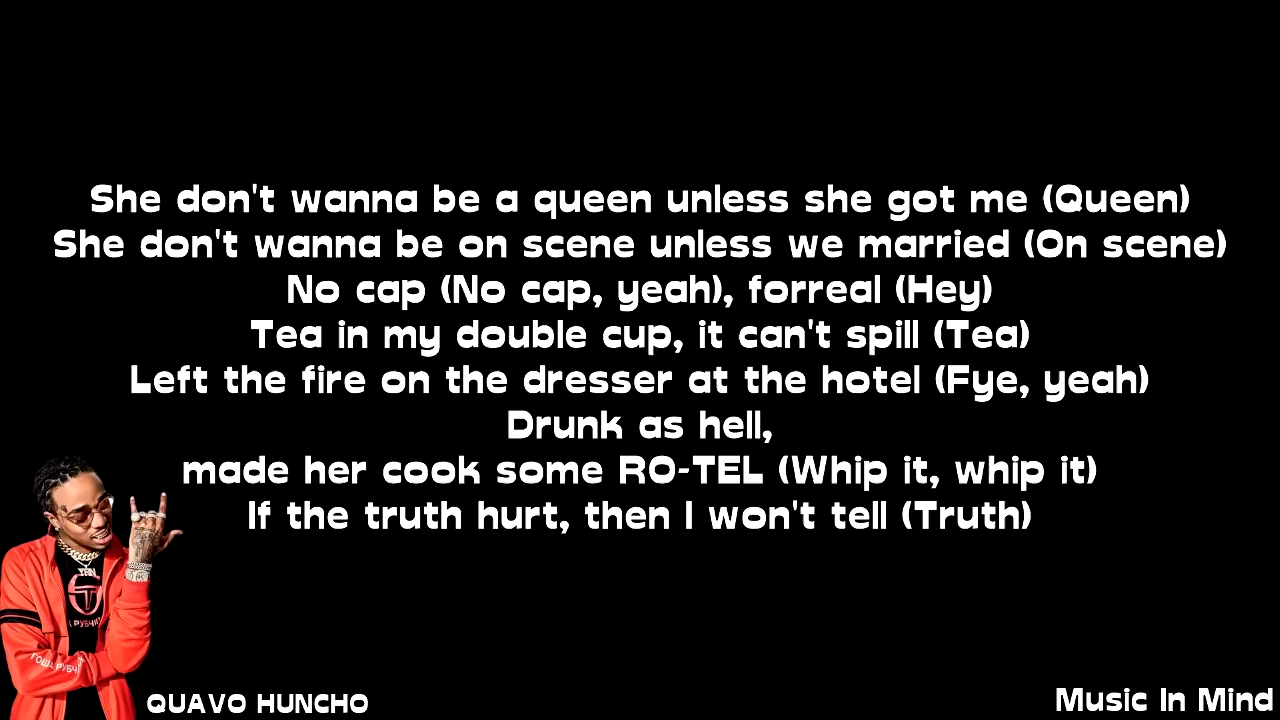 She don't wanna be a queen unless she got me (Queen)
She don't wanna be on scene unless we married (On scene)
No cap (No cap, yeah), forreal (Hey)
Tea in my double cup, it can't spill (Tea)
Left the fire on the dresser at the hotel (Fye, yeah)
Drunk as hell,
made her cook some RO-TEL (Whip it, whip it)
If the truth hurt, then I won't tell (Truth)
QUAVO HUNCHO
Music In Mind